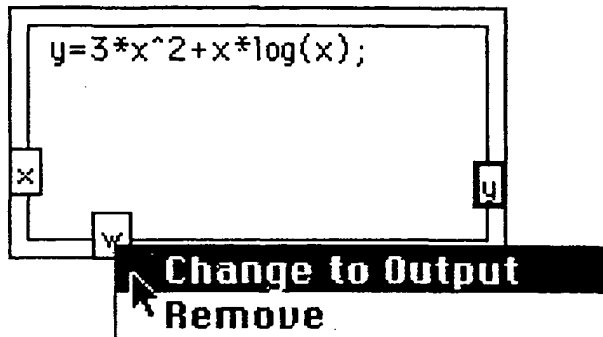 y=3*x^2+x*log(x);
x
y
w
Change to Output
Remove